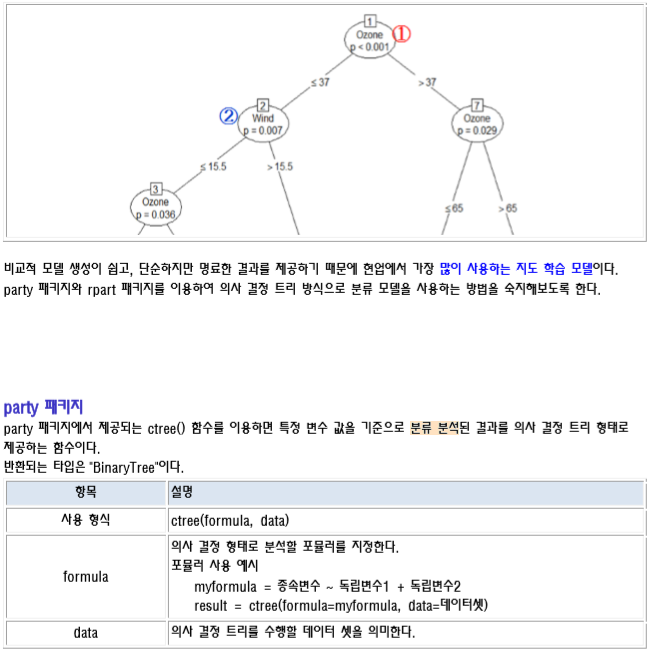 1
Ozone
p < 0.001
①
≤ 37
>37
2
②
Wind
p = 0.007
7
Ozone
p = 0.029
≤ 15.5
> 15.5
3
Ozone
p = 0.036
≤65
> 65
비교적 모델 생성이 쉽고, 단순하지만 명료한 결과를 제공하기 때문에 현업에서 가장 많이 사용하는 지도 학습 모델이다.
party 패키지와 rpart 패키지를 이용하여 의사 결정 트리 방식으로 분류 모델을 사용하는 방법을 숙지해보도록 한다.
party 패키지
party 패키지에서 제공되는 ctree() 함수를 이용하면 특정 변수 값을 기준으로 분류 분석된 결과를 의사 결정 트리 형태로
제공하는 함수이다.
반환되는 타입은 "BinaryTree"이다.
항목 설명
사용 형식 ctree(formula, data)
의사 결정 형태로 분석할 포뮬러를 지정한다.
포뮬러 사용 예시
formula
myformula = 종속변수 ~ 독립변수1 + 독립변수2
result = ctree(formula=myformula, data=데이터셋)
data 의사 결정 트리를 수행할 데이터 셋을 의미한다.